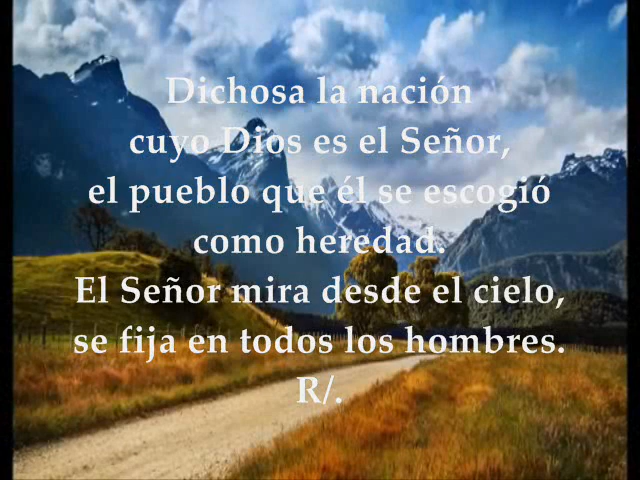 Dichosa la nación
cuyo Dios es el Señor,
el pueblo que él se escogió
como heredad.
El Señor mira desde el cielo,
se fija en todos los hombres.
R/.